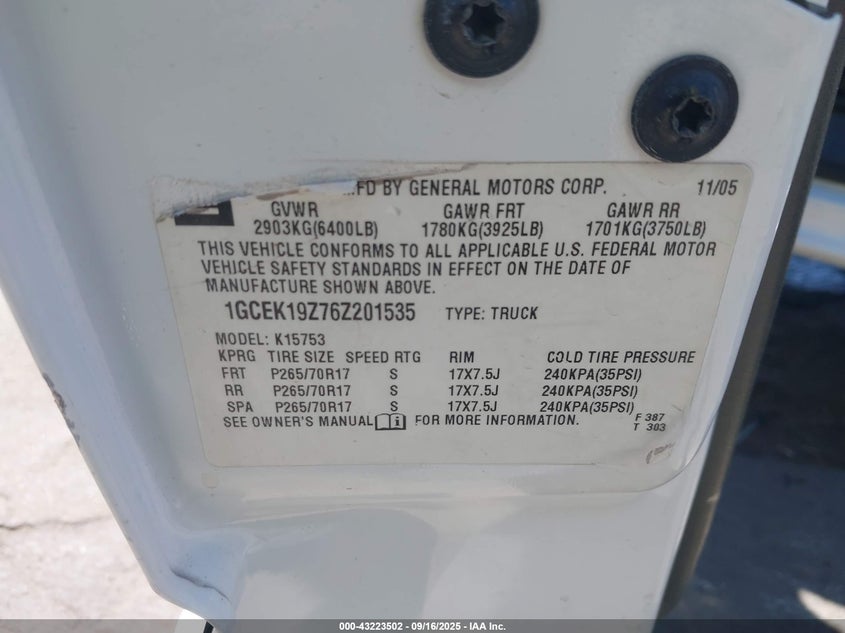 MFD BY GENERAL MOTORS CORP. 11/05
GVWR GAWR FRT GAWR RR
2903KG(6400LB) 1780KG(3925LB) 1701KG(3750LB)
THIS VEHICLE CONFORMS TO ALL APPLICABLE U.S. FEDERAL MOTOR
VEHICLE SAFETY STANDARDS IN EFFECT ON THE DATE OF
MANUFACTURE SHOWN ABOVE.
1GCEK19Z76Z201535 TYPE: TRUCK
MODEL: K15753
KPRG TIRE SIZE SPEED RTG RIM COLD TIRE PRESSURE
FRT P265/70R17 S 17X7.5J 240KPA(35PSI)
RR P265/70R17 S 17X7.5J 240KPA(35PSI)
SPA P265/70R17 S 17X7.5J 240KPA(35PSI)
SEE OWNER'S MANUAL i FOR MORE INFORMATION. F 387
T 303
000-43223502 - 09/16/2025 - IAA Inc.